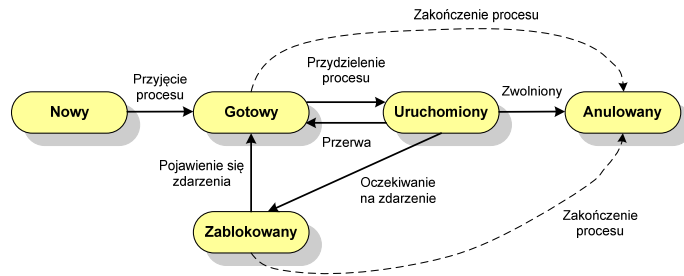 Zakończenie procesu
Przyjęcie
procesu
Przydzielenie
procesu
Zwolniony
Nowy
Gotowy
Uruchomiony
Anulowany
Przerwa
Pojawienie się
zdarzenia
Oczekiwanie
na zdarzenie
Zablokowany
Zakończenie
procesu